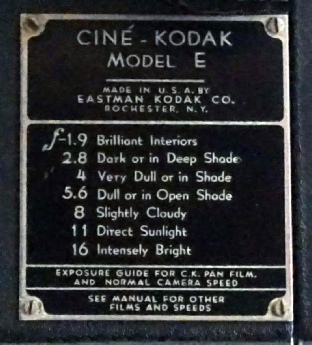 CINÉ-KODAK
MODEL E
MADE IN U.S.A. BY
EASTMAN KODAK CO.
ROCHESTER, N.Y.
f-1.9 Brilliant Interiors
2.8 Dark or in Deep Shade
4 Very Dull or in Shade
5.6 Dull or in Open Shade
8 Slightly Cloudy
11 Direct Sunlight
16 Intensely Bright
EXPOSURE GUIDE FOR C.K. PAN FILM.
AND NORMAL CAMERA SPEED
SEE MANUAL FOR OTHER
FILMS AND SPEEDS